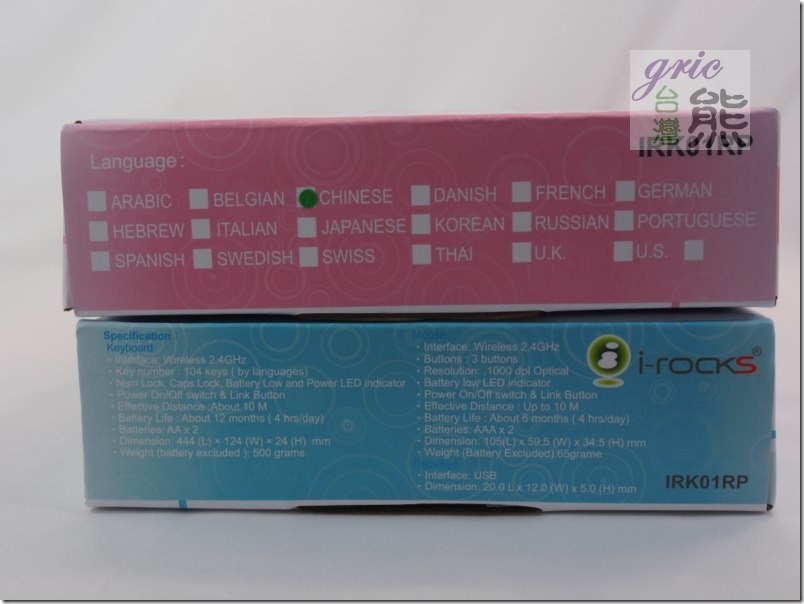 gric
台灣熊
IRK01RP
Language :
ARABIC BELGIAN CHINESE DANISH FRENCH GERMAN
HEBREW ITALIAN JAPANESE KOREAN RUSSIAN PORTUGUESE
SPANISH SWEDISH SWISS THAI U.K. U.S.
Specification :
Keyboard
・Interface: Wireless 2.4GHz
・Key number : 104 keys ( by languages)
・Num Lock, Caps Lock, Battery Low and Power LED indicator
・Power On/Off switch & Link Button
・Effective Distance :About 10 M
・Battery Life : About 12 months ( 4 hrs/day)
・Batteries: AA x 2
・Dimension: 444 (L) × 124 (W) × 24 (H) mm
・Weight (battery excluded ): 500 grams
Mouse
・Interface: Wireless 2.4GHz
・Buttons : 3 buttons
・Resolution: .1000 dpi Optical
・Battery low LED indicator
・Power On/Off switch & Link Button
・Effective Distance : Up to 10 M
・Battery Life : About 6 months ( 4 hrs/day)
・Batteries: AAA x 2
・Dimension: 105(L) x 59.5 (W) x 34.5 (H) mm
・Weight (Battery Excluded):65grame
Receiver
・Interface: USB
・Dimension: 20.0 L x 12.0 (W) x 5.0 (H) mm
i-rocks®
IRK01RP